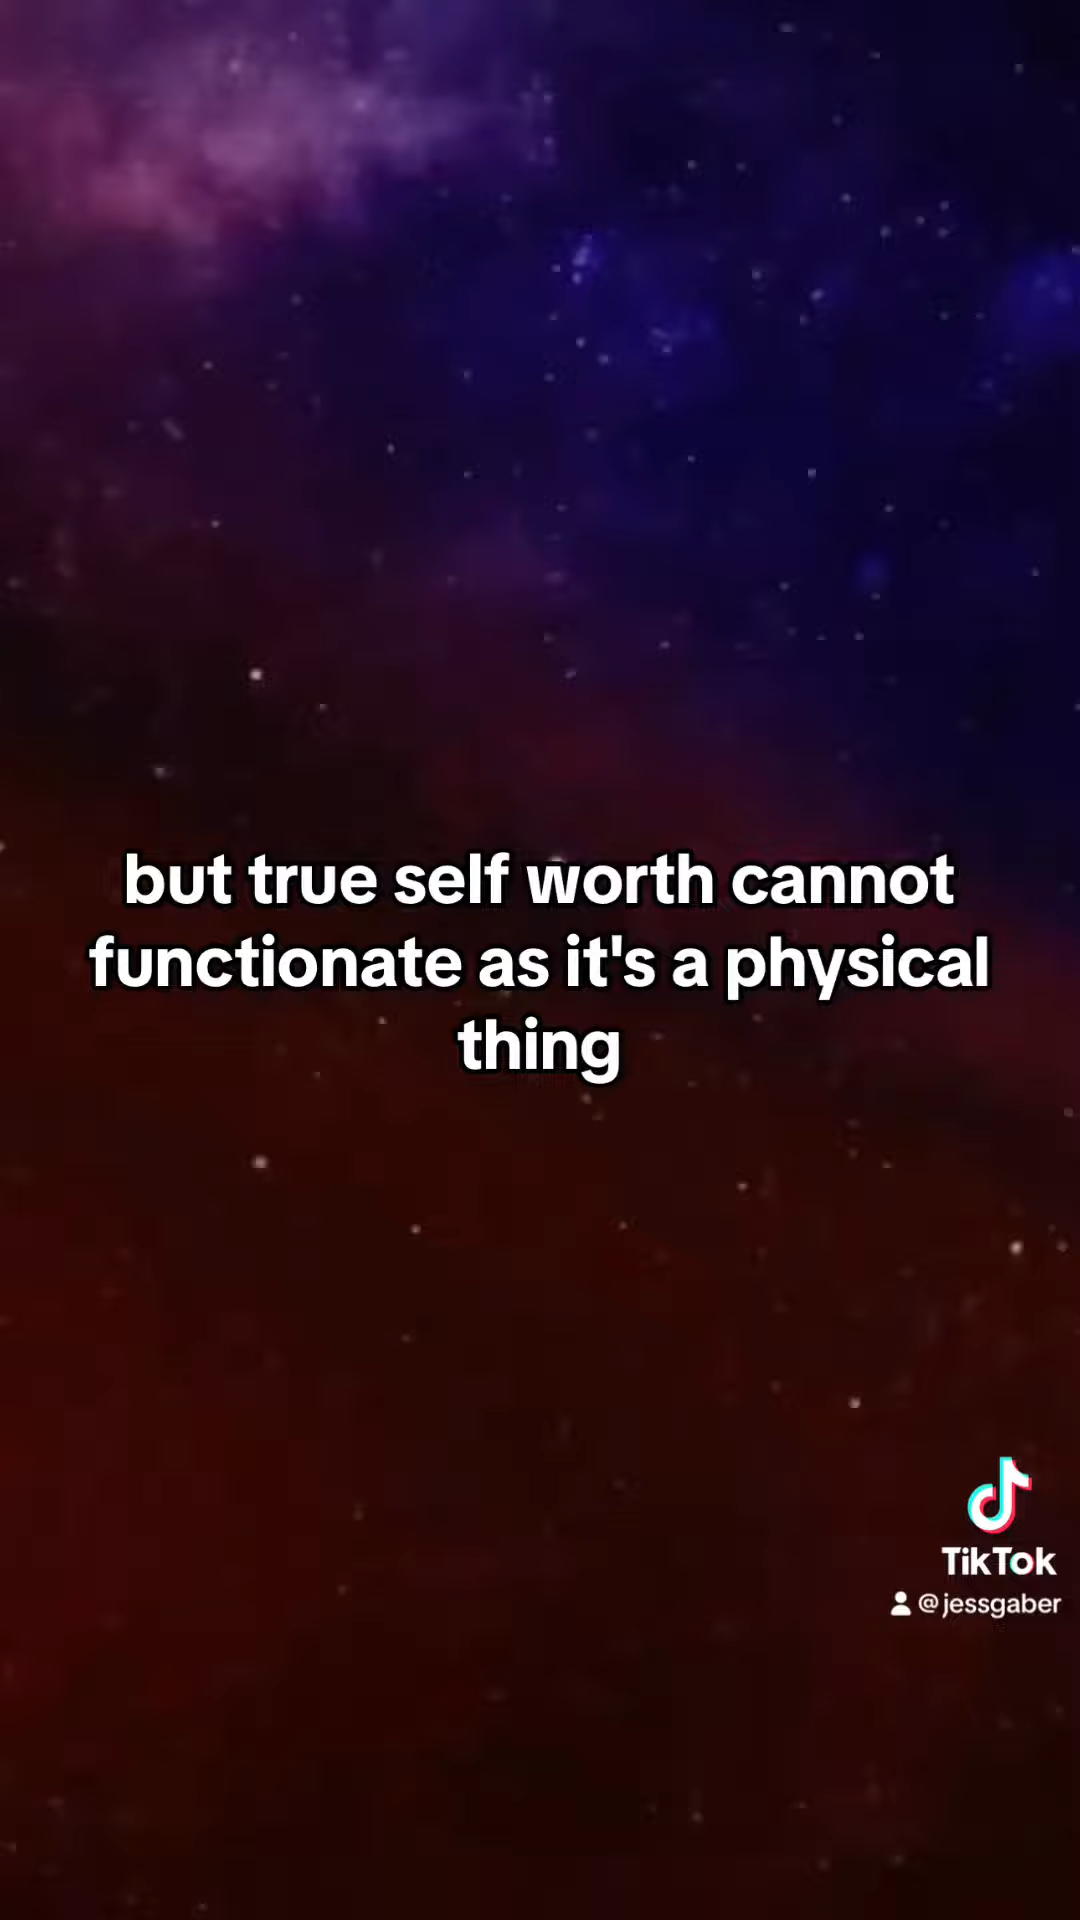 but true self worth cannot
functionate as it's a physical
thing
TikTok
@jessgaber